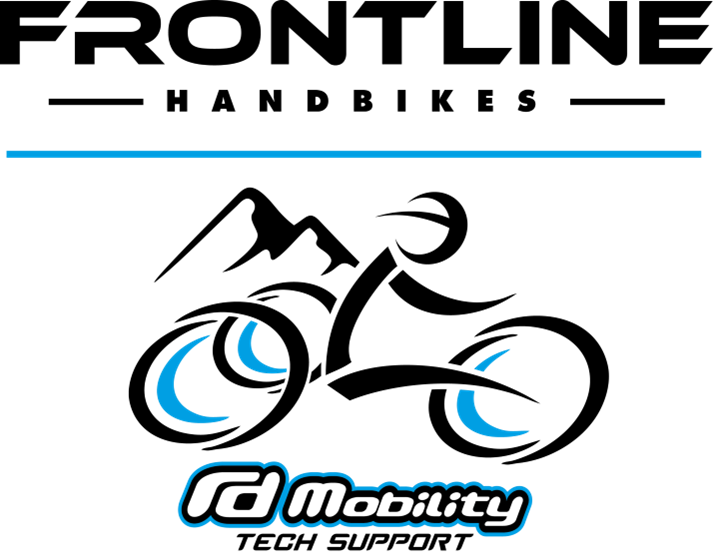 FRONTLINE
HANDBIKES
rd Mobility
TECH SUPPORT